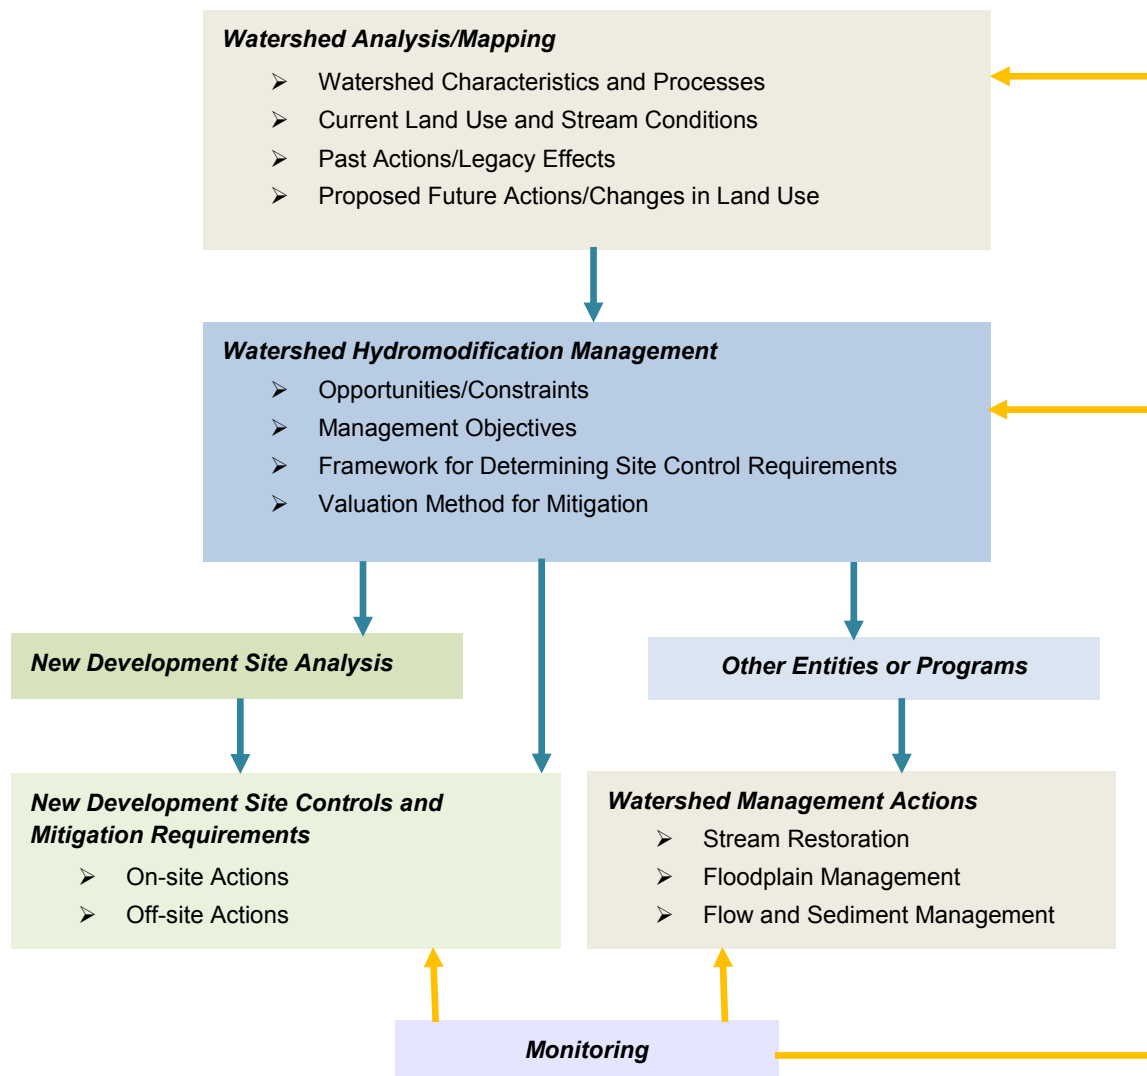 Watershed Analysis/Mapping
➢ Watershed Characteristics and Processes
➢ Current Land Use and Stream Conditions
➢ Past Actions/Legacy Effects
➢ Proposed Future Actions/Changes in Land Use
Watershed Hydromodification Management
➢ Opportunities/Constraints
➢ Management Objectives
➢ Framework for Determining Site Control Requirements
➢ Valuation Method for Mitigation
New Development Site Analysis
Other Entities or Programs
New Development Site Controls and
Mitigation Requirements
➢ On-site Actions
➢ Off-site Actions
Watershed Management Actions
➢ Stream Restoration
➢ Floodplain Management
➢ Flow and Sediment Management
Monitoring